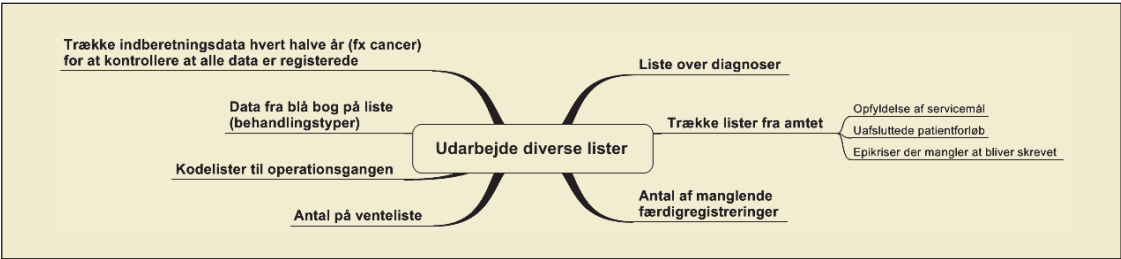 Trække indberetningsdata hvert halve år (fx cancer)
for at kontrollere at alle data er registerede
Data fra blå bog på liste
(behandlingstyper)
Kodelister til operationsgangen
Antal på venteliste
Udarbejde diverse lister
Liste over diagnoser
Trække lister fra amtet
Opfyldelse af servicemål
Uafsluttede patientforløb
Epikriser der mangler at bliver skrevet
Antal af manglende
færdigregistreringer